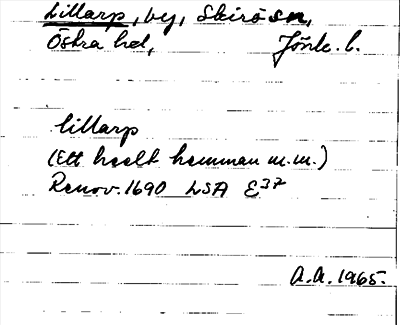 Lillarp, by, Skirö sn,
Östra hd, Jönk. l.
Lillarp
(Ett heelt hemman m.m.)
Renov. 1690 LSA E37
A.A. 1965.